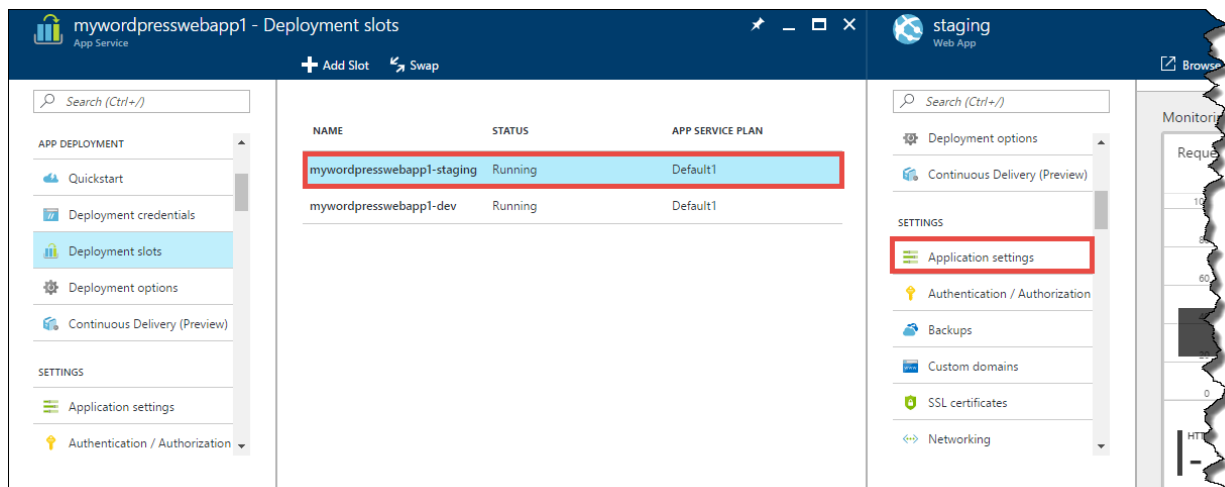 mywordpresswebapp1 - Deployment slots
App Service
Add Slot
Swap
Search (Ctrl+/)
APP DEPLOYMENT
Quickstart
Deployment credentials
Deployment slots
Deployment options
Continuous Delivery (Preview)
SETTINGS
Application settings
Authentication / Authorization
NAME STATUS APP SERVICE PLAN
mywordpresswebapp1-staging Running Default1
mywordpresswebapp1-dev Running Default1
staging
Web App
Browse
Search (Ctrl+/)
Deployment options
Continuous Delivery (Preview)
SETTINGS
Application settings
Authentication / Authorization
Backups
Custom domains
SSL certificates
Networking
60
20
0